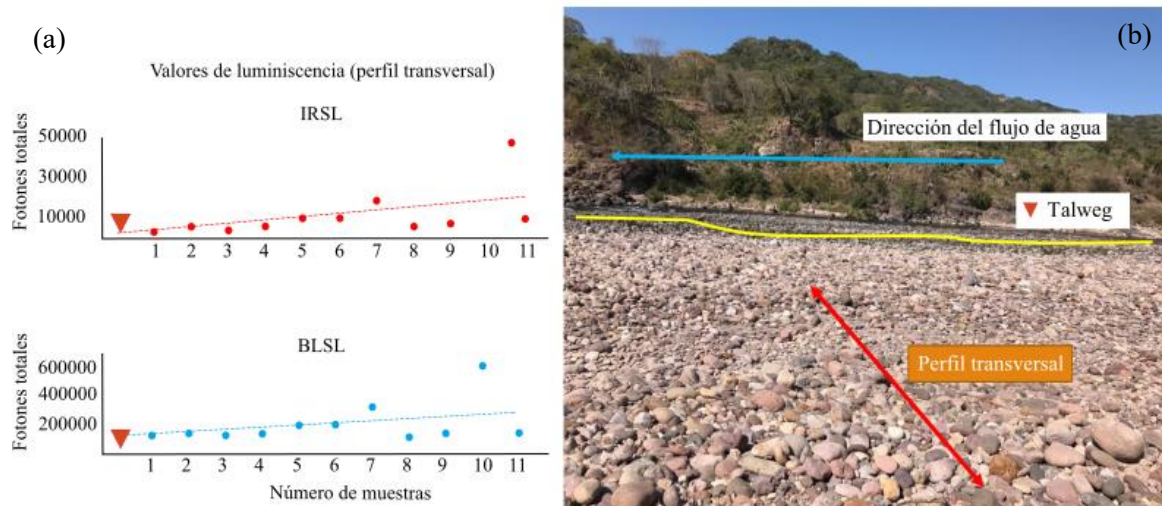 (a)
Valores de luminiscencia (perfil transversal)
IRSL
Fotones totales
50000
30000
10000
1 2 3 4 5 6 7 8 9 10 11
BLSL
Fotones totales
600000
400000
200000
1 2 3 4 5 6 7 8 9 10 11
Número de muestras
(b)
Dirección del flujo de agua
Talweg
Perfil transversal